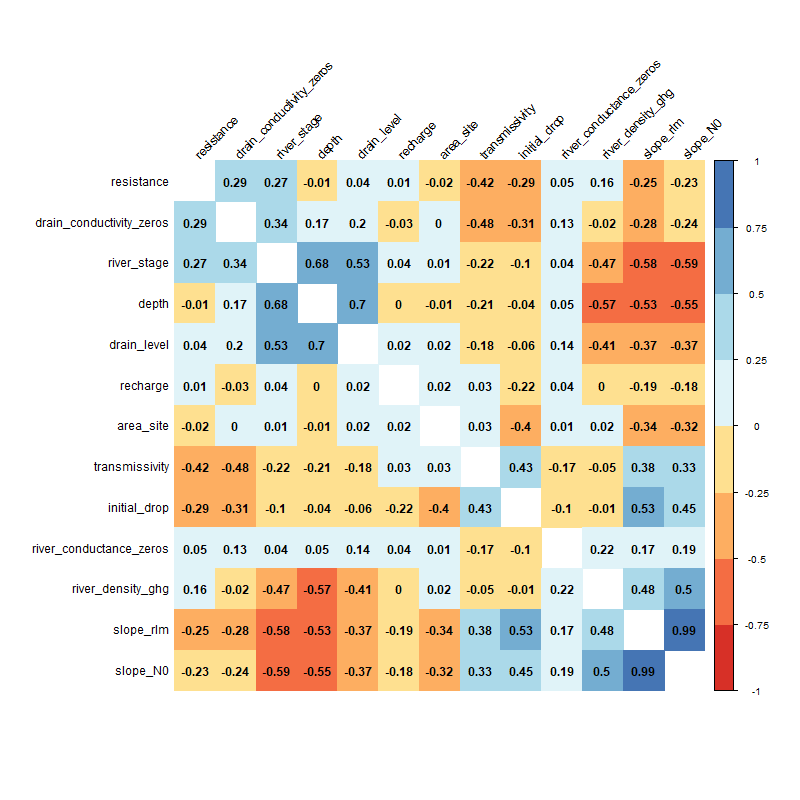 resistance
drain_conductivity_zeros
river_stage
depth
drain_level
recharge
area_site
transmissivity
initial_drop
river_conductance_zeros
river_density_ghg
slope_rlm
slope_N0
resistance 0.29 0.27 -0.01 0.04 0.01 -0.02 -0.42 -0.29 0.05 0.16 -0.25 -0.23
drain_conductivity_zeros 0.29 0.34 0.17 0.2 -0.03 0 -0.48 -0.31 0.13 -0.02 -0.28 -0.24
river_stage 0.27 0.34 0.68 0.53 0.04 0.01 -0.22 -0.1 0.04 -0.47 -0.58 -0.59
depth -0.01 0.17 0.68 0.7 0 -0.01 -0.21 -0.04 0.05 -0.57 -0.53 -0.55
drain_level 0.04 0.2 0.53 0.7 0.02 0.02 -0.18 -0.06 0.14 -0.41 -0.37 -0.37
recharge 0.01 -0.03 0.04 0 0.02 0.02 0.03 -0.22 0.04 0 -0.19 -0.18
area_site -0.02 0 0.01 -0.01 0.02 0.02 0.03 -0.4 0.01 0.02 -0.34 -0.32
transmissivity -0.42 -0.48 -0.22 -0.21 -0.18 0.03 0.03 0.43 -0.17 -0.05 0.38 0.33
initial_drop -0.29 -0.31 -0.1 -0.04 -0.06 -0.22 -0.4 0.43 -0.1 -0.01 0.53 0.45
river_conductance_zeros 0.05 0.13 0.04 0.05 0.14 0.04 0.01 -0.17 -0.1 0.22 0.17 0.19
river_density_ghg 0.16 -0.02 -0.47 -0.57 -0.41 0 0.02 -0.05 -0.01 0.22 0.48 0.5
slope_rlm -0.25 -0.28 -0.58 -0.53 -0.37 -0.19 -0.34 0.38 0.53 0.17 0.48 0.99
slope_N0 -0.23 -0.24 -0.59 -0.55 -0.37 -0.18 -0.32 0.33 0.45 0.19 0.5 0.99
1
0.75
0.5
0.25
0
-0.25
-0.5
-0.75
-1